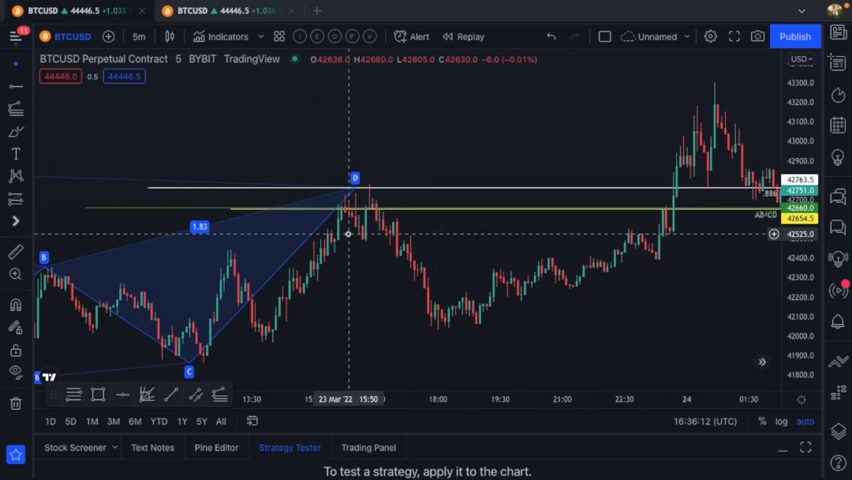 BTCUSD ▲ 44446.5 ▲ +1.03%
BTCUSD ▲ 44446.5 ▲ +1.03%
11
BTCUSD
5m
Indicators
Alert
Replay
Unnamed
Publish
BTCUSD Perpetual Contract · 5 · BYBIT · TradingView
O42636.0 H42680.0 L42605.0 C42630.0 −6.0 (−0.01%)
USD
44446.0
0.5
44446.5
43300.0
43200.0
43100.0
43000.0
42900.0
42763.5
42751.0
.886
42700.0
42660.0
AB=CD
42654.5
42525.0
42400.0
42300.0
42200.0
42100.0
42000.0
41900.0
41800.0
D
1.83
B
C
13:30
23 Mar '22 15:50
18:00
19:30
21:00
22:30
24
01:30
1D
5D
1M
3M
6M
YTD
1Y
5Y
All
16:36:12 (UTC)
%
log
auto
Stock Screener
Text Notes
Pine Editor
Strategy Tester
Trading Panel
To test a strategy, apply it to the chart.